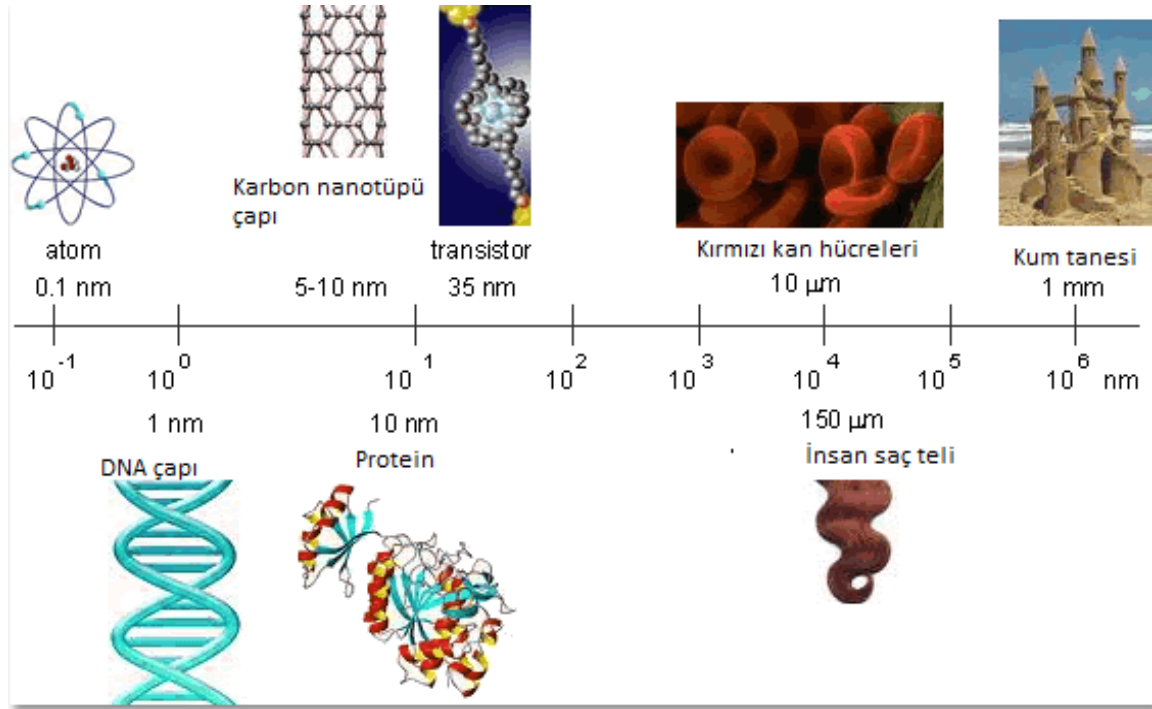 Karbon nanotüpü
çapı
atom
transistor
Kırmızı kan hücreleri
Kum tanesi
0.1 nm
5-10 nm
35 nm
10 µm
1 mm
10⁻¹ 10⁰ 10¹ 10² 10³ 10⁴ 10⁵ 10⁶ nm
1 nm
10 nm
150 µm
DNA çapı
Protein
İnsan saç teli